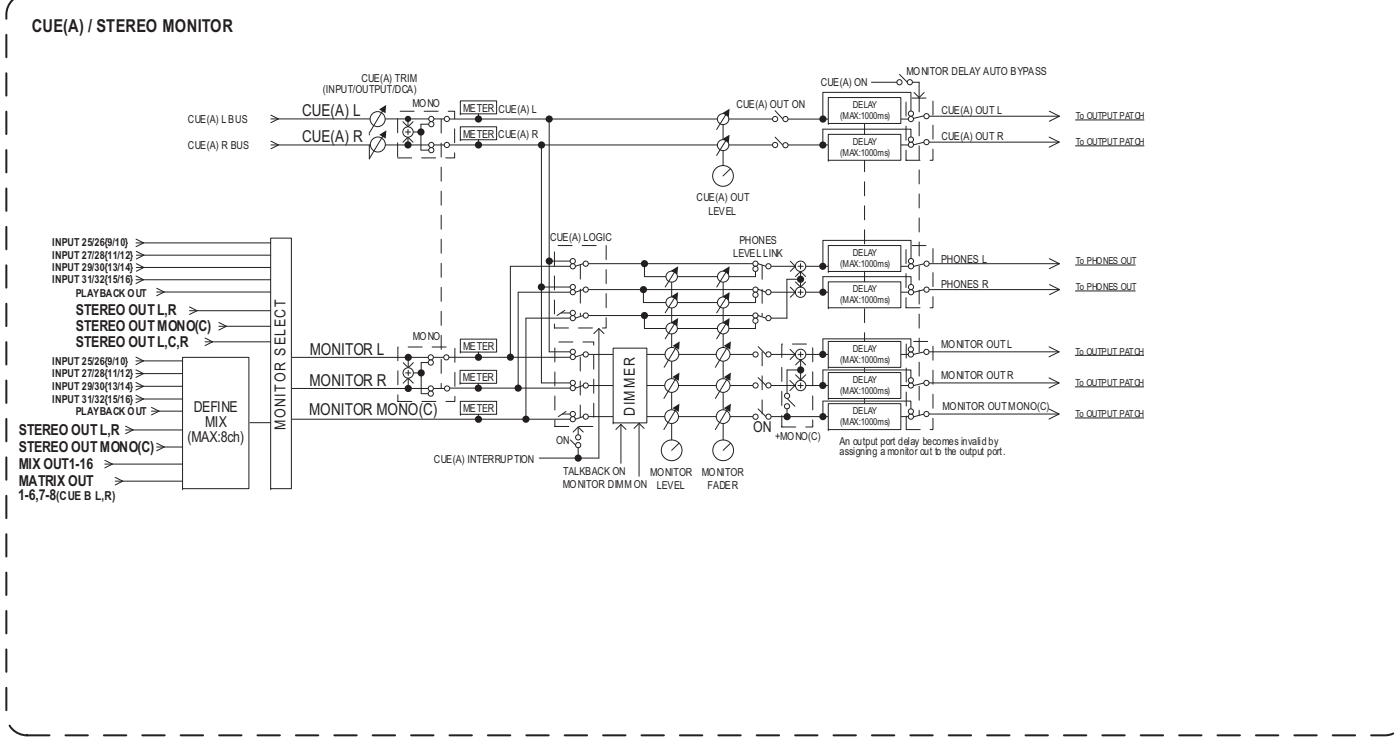 CUE(A) / STEREO MONITOR
CUE(A) TRIM
(INPUT/OUTPUT/DCA)
MONO
CUE(A) L BUS
CUE(A) L
METER
CUE(A) L
CUE(A) R BUS
CUE(A) R
METER
CUE(A) R
CUE(A) OUT ON
CUE(A) OUT
LEVEL
CUE(A) ON
MONITOR DELAY AUTO BYPASS
DELAY
(MAX:1000ms)
CUE(A) OUT L
To OUTPUT PATCH
DELAY
(MAX:1000ms)
CUE(A) OUT R
To OUTPUT PATCH
INPUT 25/26{9/10}
INPUT 27/28{11/12}
INPUT 29/30{13/14}
INPUT 31/32{15/16}
PLAYBACK OUT
STEREO OUT L,R
STEREO OUT MONO(C)
STEREO OUT L,C,R
INPUT 25/26{9/10}
INPUT 27/28{11/12}
INPUT 29/30{13/14}
INPUT 31/32{15/16}
PLAYBACK OUT
STEREO OUT L,R
STEREO OUT MONO(C)
MIX OUT1-16
MATRIX OUT
1-6,7-8(CUE B L,R)
DEFINE
MIX
(MAX:8ch)
MONITOR SELECT
MONITOR L
MONITOR R
MONITOR MONO(C)
MONO
METER
METER
METER
CUE(A) LOGIC
ON
CUE(A) INTERRUPTION
DIMMER
TALKBACK ON
MONITOR DIMM ON
MONITOR
LEVEL
MONITOR
FADER
PHONES
LEVEL LINK
ON
+MONO(C)
DELAY
(MAX:1000ms)
PHONES L
To PHONES OUT
DELAY
(MAX:1000ms)
PHONES R
To PHONES OUT
DELAY
(MAX:1000ms)
MONITOR OUT L
To OUTPUT PATCH
DELAY
(MAX:1000ms)
MONITOR OUT R
To OUTPUT PATCH
DELAY
(MAX:1000ms)
MONITOR OUT MONO(C)
To OUTPUT PATCH
An output port delay becomes invalid by
assigning a monitor out to the output port.